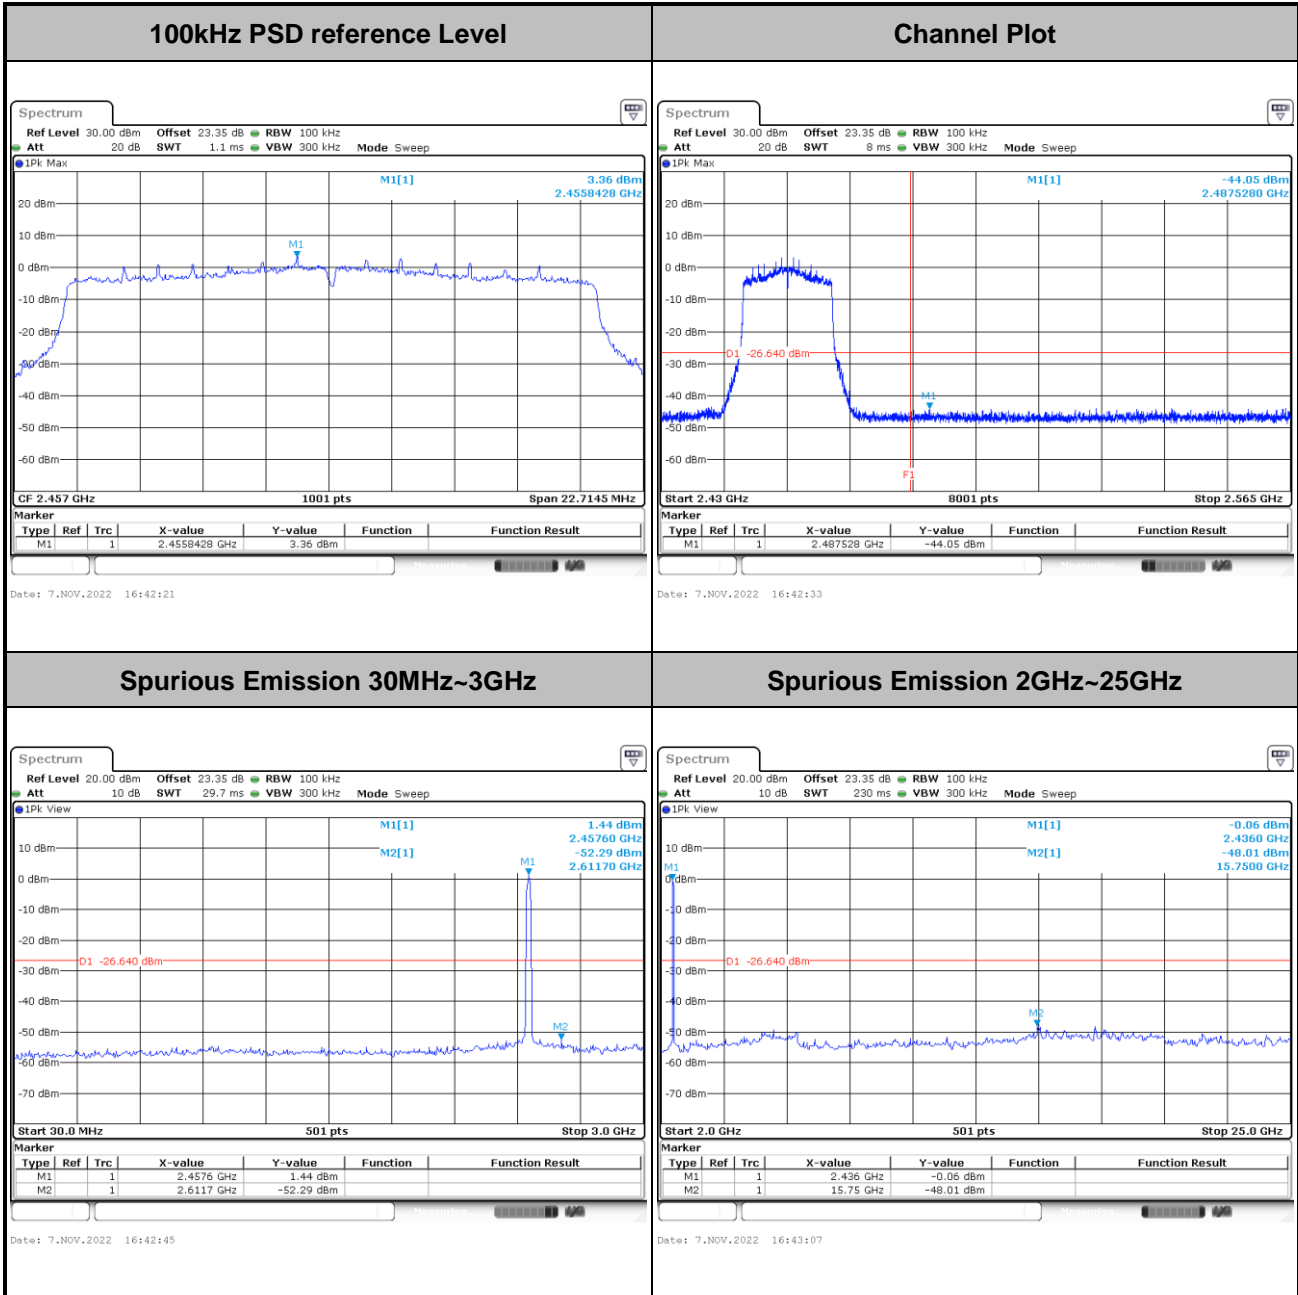 100kHz PSD reference Level
Channel Plot
Spectrum
Ref Level 30.00 dBm Offset 23.35 dB RBW 100 kHz
Att 20 dB SWT 1.1 ms VBW 300 kHz Mode Sweep
1Pk Max
M1[1] 3.36 dBm
2.4558428 GHz
20 dBm
10 dBm
M1
0 dBm
-10 dBm
-20 dBm
-30 dBm
-40 dBm
-50 dBm
-60 dBm
CF 2.457 GHz 1001 pts Span 22.7145 MHz
Marker
Type Ref Trc X-value Y-value Function Function Result
M1 1 2.4558428 GHz 3.36 dBm
Measuring...
Date: 7.NOV.2022 16:42:21
Spectrum
Ref Level 30.00 dBm Offset 23.35 dB RBW 100 kHz
Att 20 dB SWT 8 ms VBW 300 kHz Mode Sweep
1Pk Max
M1[1] -44.05 dBm
2.4875280 GHz
20 dBm
10 dBm
0 dBm
-10 dBm
-20 dBm
D1 -26.640 dBm
-30 dBm
-40 dBm
M1
-50 dBm
-60 dBm
F1
Start 2.43 GHz 8001 pts Stop 2.565 GHz
Marker
Type Ref Trc X-value Y-value Function Function Result
M1 1 2.487528 GHz -44.05 dBm
Measuring...
Date: 7.NOV.2022 16:42:33
Spurious Emission 30MHz~3GHz
Spurious Emission 2GHz~25GHz
Spectrum
Ref Level 20.00 dBm Offset 23.35 dB RBW 100 kHz
Att 10 dB SWT 29.7 ms VBW 300 kHz Mode Sweep
1Pk View
M1[1] 1.44 dBm
2.45760 GHz
M2[1] -52.29 dBm
2.61170 GHz
10 dBm
M1
0 dBm
-10 dBm
-20 dBm
D1 -26.640 dBm
-30 dBm
-40 dBm
-50 dBm
M2
-60 dBm
-70 dBm
Start 30.0 MHz 501 pts Stop 3.0 GHz
Marker
Type Ref Trc X-value Y-value Function Function Result
M1 1 2.4576 GHz 1.44 dBm
M2 1 2.6117 GHz -52.29 dBm
Measuring...
Date: 7.NOV.2022 16:42:45
Spectrum
Ref Level 20.00 dBm Offset 23.35 dB RBW 100 kHz
Att 10 dB SWT 230 ms VBW 300 kHz Mode Sweep
1Pk View
M1[1] -0.06 dBm
2.4360 GHz
M2[1] -48.01 dBm
15.7500 GHz
10 dBm
M1
0 dBm
-10 dBm
-20 dBm
D1 -26.640 dBm
-30 dBm
-40 dBm
M2
-50 dBm
-60 dBm
-70 dBm
Start 2.0 GHz 501 pts Stop 25.0 GHz
Marker
Type Ref Trc X-value Y-value Function Function Result
M1 1 2.436 GHz -0.06 dBm
M2 1 15.75 GHz -48.01 dBm
Measuring...
Date: 7.NOV.2022 16:43:07